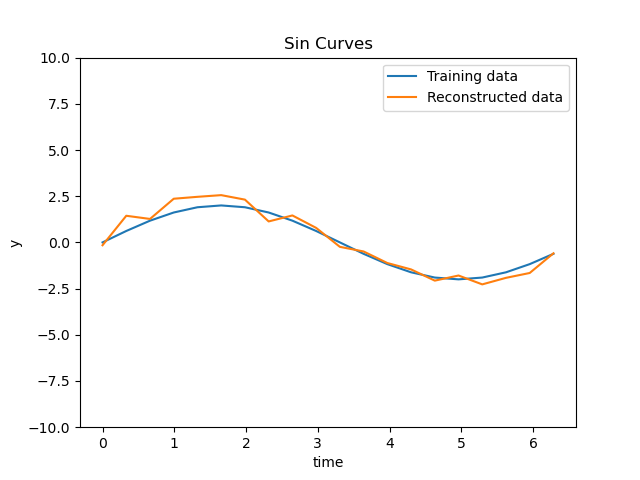 Sin Curves
Training data
Reconstructed data
10.0
7.5
5.0
2.5
0.0
−2.5
−5.0
−7.5
−10.0
y
0 1 2 3 4 5 6
time